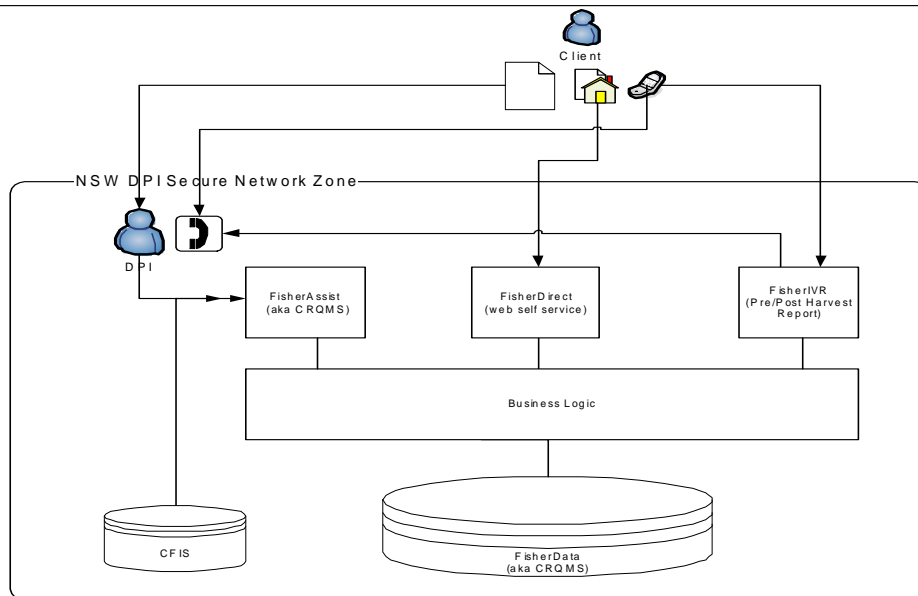 Client
NSW DPI Secure Network Zone
DPI
FisherAssist
(aka CRQMS)
FisherDirect
(web self service)
FisherIVR
(Pre/Post Harvest
Report)
Business Logic
CFIS
FisherData
(aka CRQMS)